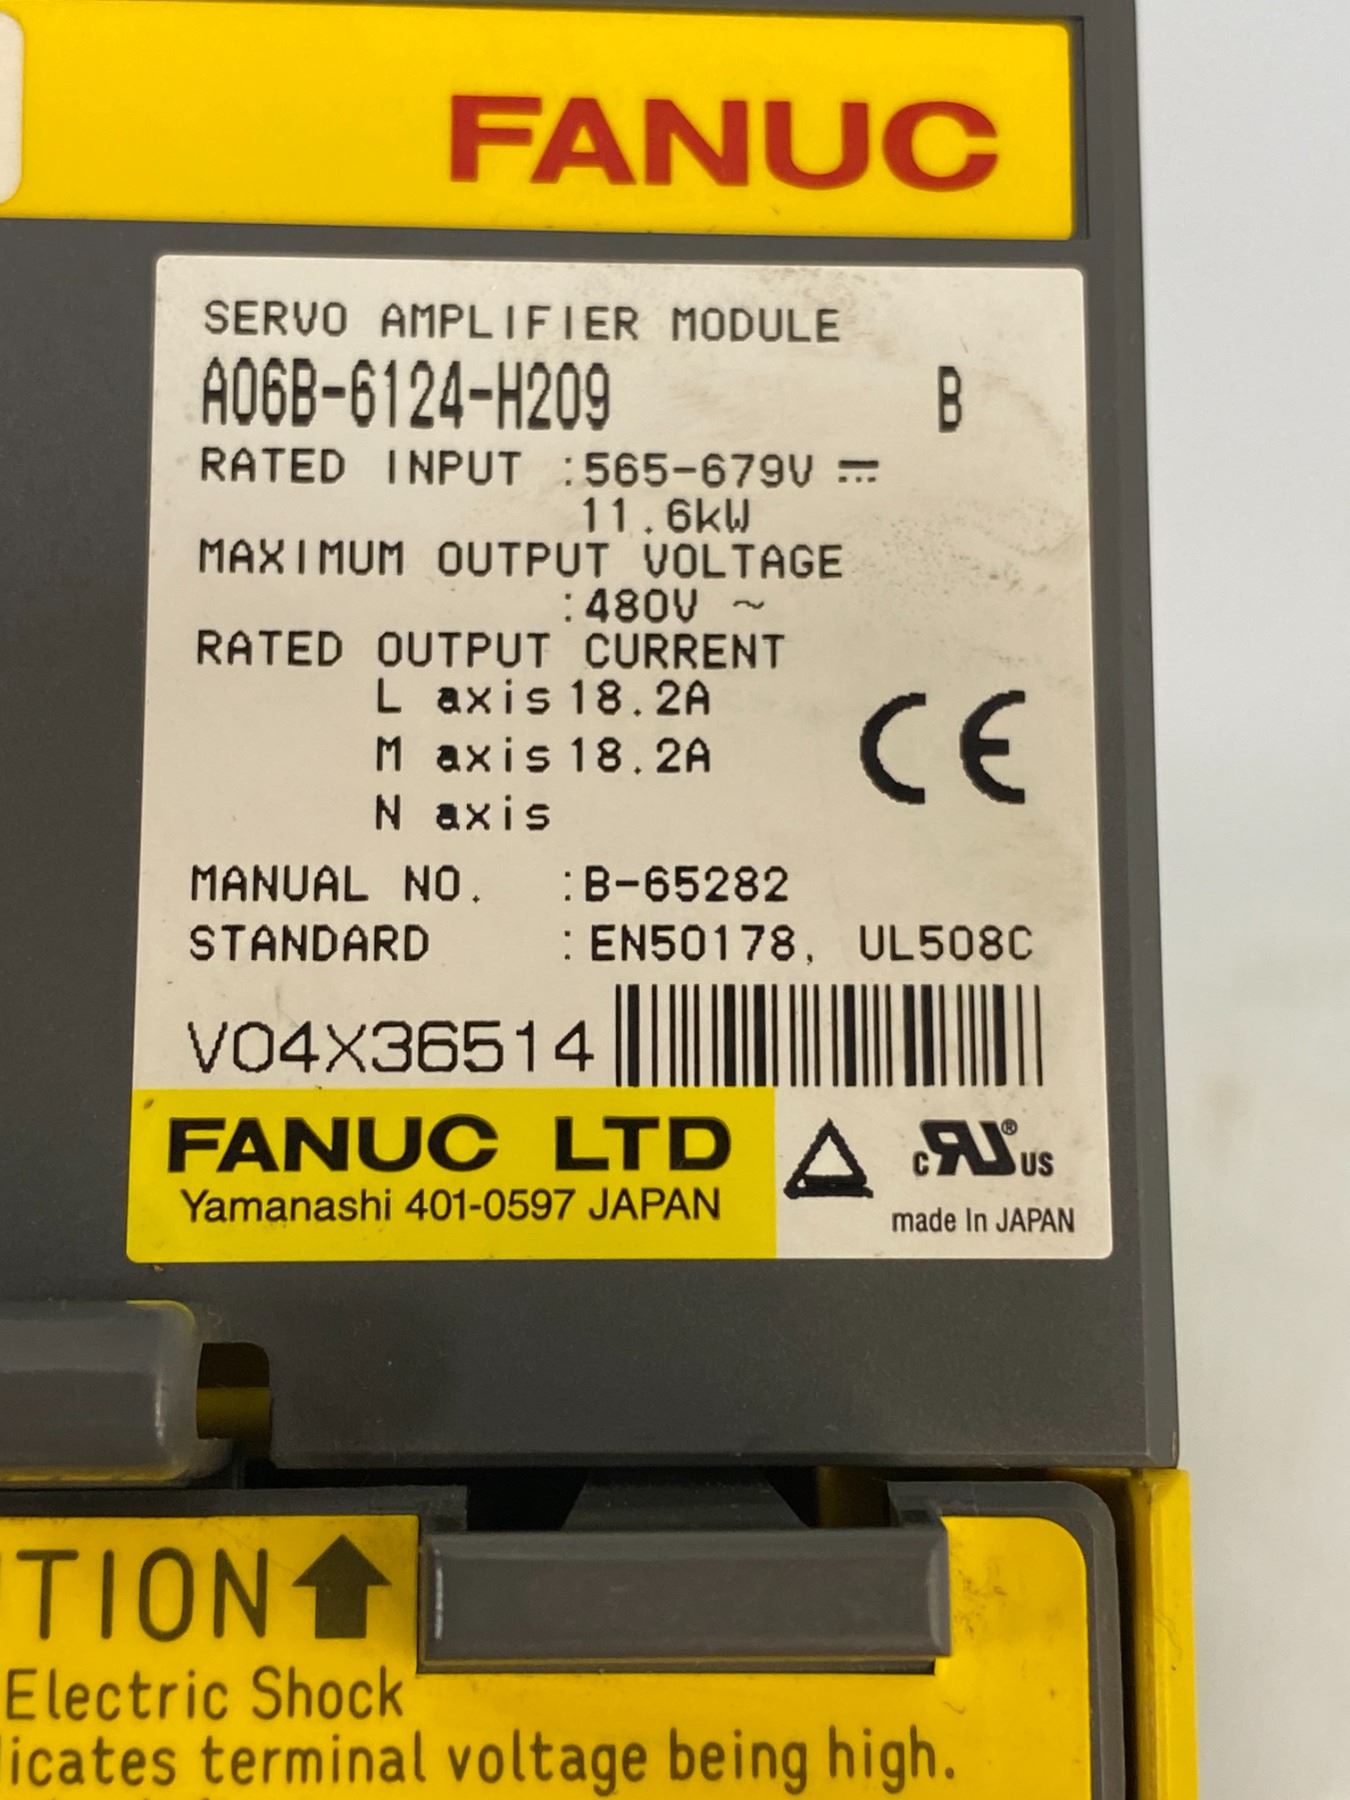 FANUC
SERVO AMPLIFIER MODULE
A06B-6124-H209 B
RATED INPUT :565-679V ⎓
11.6kW
MAXIMUM OUTPUT VOLTAGE
:480V ~
RATED OUTPUT CURRENT
L axis 18.2A
M axis 18.2A
N axis
MANUAL NO. :B-65282
STANDARD :EN50178, UL508C
V04X36514
FANUC LTD
Yamanashi 401-0597 JAPAN
CE
c RU ® US
made In JAPAN
TION
Electric Shock
icates terminal voltage being high.